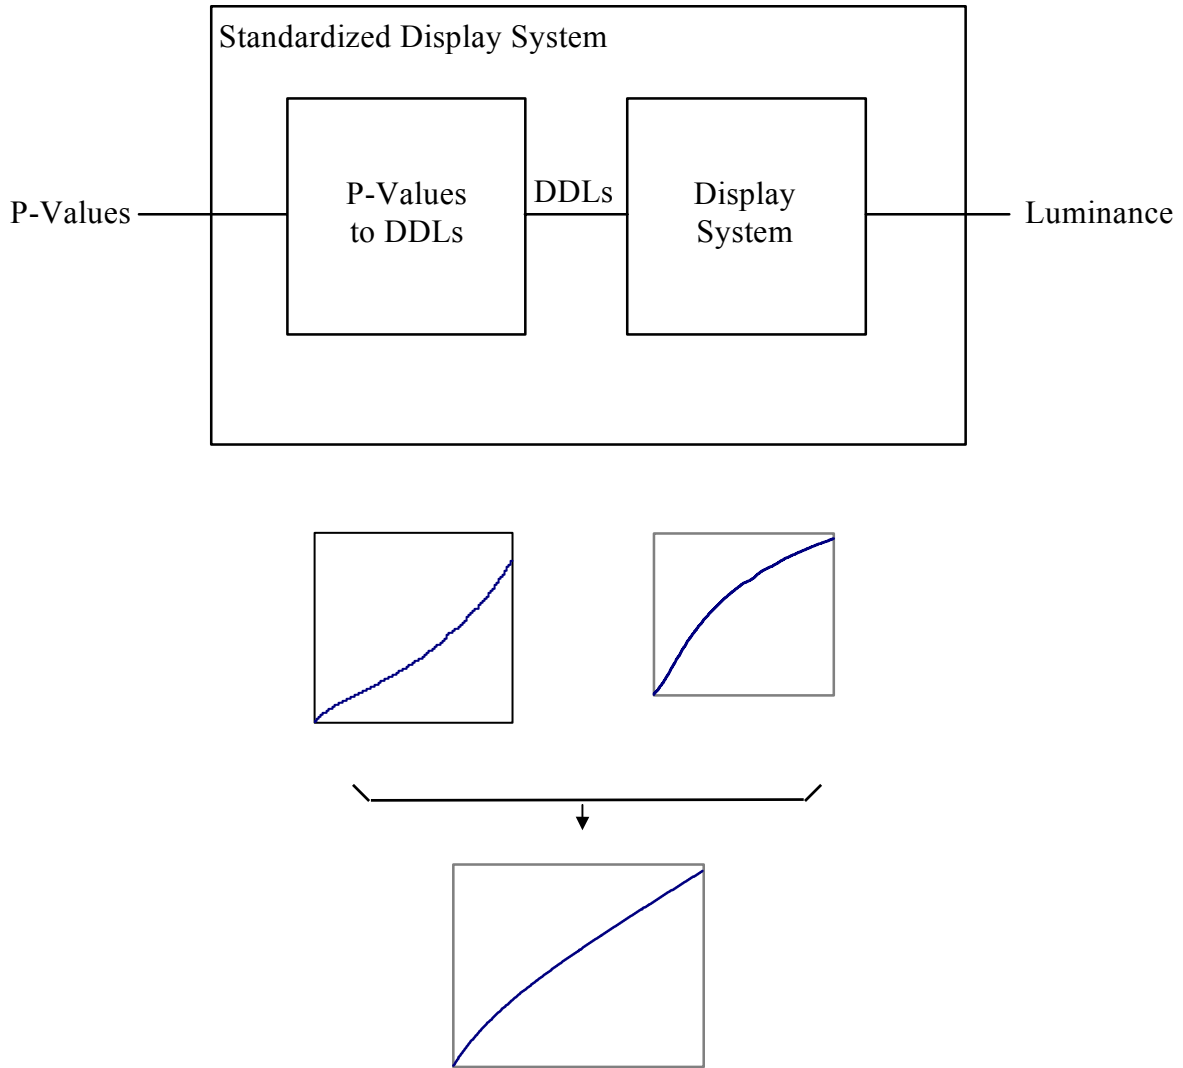 Standardized Display System
P-Values
P-Values
to DDLs
DDLs
Display
System
Luminance